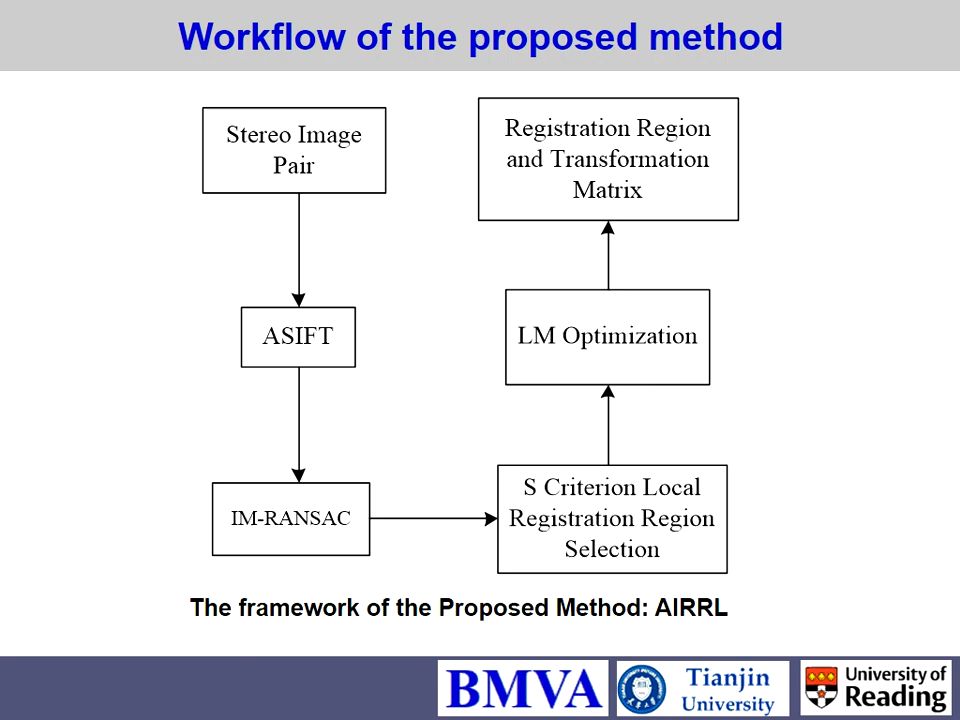 Workflow of the proposed method
Stereo Image
Pair
ASIFT
IM-RANSAC
S Criterion Local
Registration Region
Selection
LM Optimization
Registration Region
and Transformation
Matrix
The framework of the Proposed Method: AIRRL
BMVA
Tianjin
University
University of
Reading